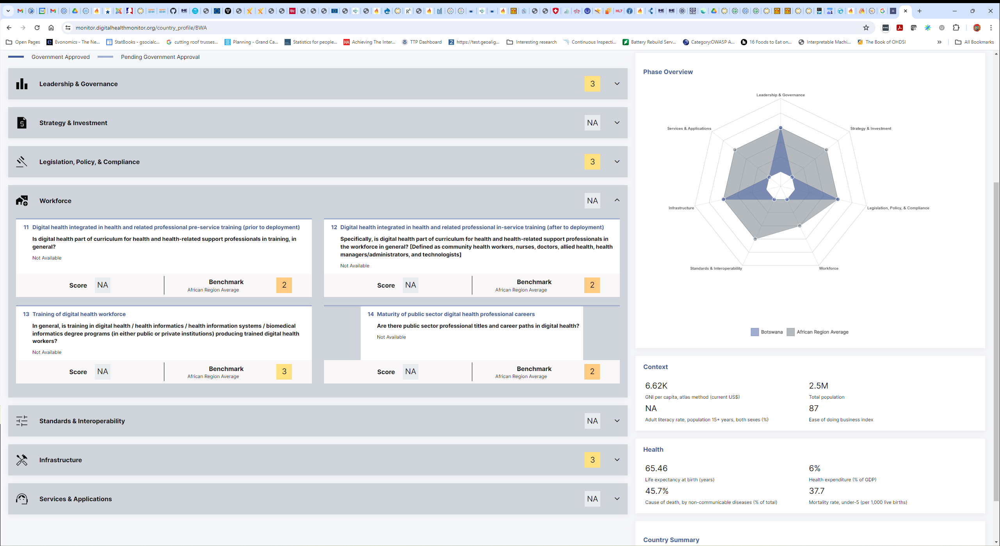 monitor.digitalhealthmonitor.org/country_profile/BWA
Open Pages
Evonomics - The Ne...
StatBooks - gsocialc...
cutting roof trusses...
Planning - Grand Ca...
Statistics for people...
Achieving The Inter...
TTP Dashboard
https://test.geoalig...
Interesting research
Continuous Inspecti...
Battery Rebuild Serv...
Category:OWASP A...
16 Foods to Eat on...
Interpretable Machi...
The Book of OHDSI
All Bookmarks
Government Approved
Pending Government Approval
Leadership & Governance
3
Strategy & Investment
NA
Legislation, Policy, & Compliance
3
Workforce
NA
11 Digital health integrated in health and related professional pre-service training (prior to deployment)
Is digital health part of curriculum for health and health-related support professionals in training, in
general?
Not Available
Score NA
Benchmark
African Region Average
2
12 Digital health integrated in health and related professional in-service training (after to deployment)
Specifically, is digital health part of curriculum for health and health-related support professionals in
the workforce in general? [Defined as community health workers, nurses, doctors, allied health, health
managers/administrators, and technologists]
Not Available
Score NA
Benchmark
African Region Average
2
13 Training of digital health workforce
In general, is training in digital health / health informatics / health information systems / biomedical
informatics degree programs (in either public or private institutions) producing trained digital health
workers?
Not Available
Score NA
Benchmark
African Region Average
3
14 Maturity of public sector digital health professional careers
Are there public sector professional titles and career paths in digital health?
Not Available
Score NA
Benchmark
African Region Average
2
Standards & Interoperability
NA
Infrastructure
3
Services & Applications
NA
Phase Overview
Leadership & Governance
Services & Applications
Strategy & Investment
Infrastructure
Legislation, Policy, & Compliance
Standards & Interoperability
Workforce
Botswana
African Region Average
Context
6.62K
GNI per capita, atlas method (current US$)
2.5M
Total population
NA
Adult literacy rate, population 15+ years, both sexes (%)
87
Ease of doing business index
Health
65.46
Life expectancy at birth (years)
6%
Health expenditure (% of GDP)
45.7%
Cause of death, by non-communicable diseases (% of total)
37.7
Mortality rate, under-5 (per 1,000 live births)
Country Summary